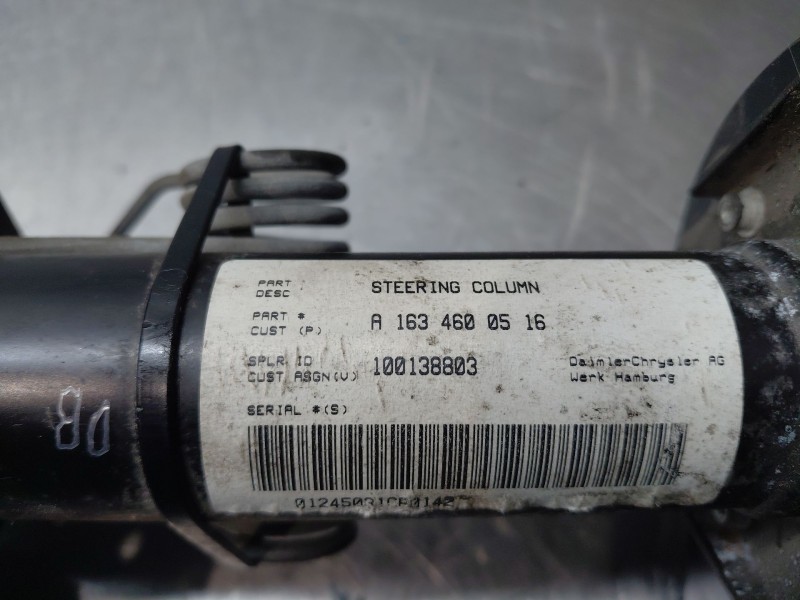 PART
DESC
STEERING COLUMN
PART #
CUST (P)
A 163 460 05 16
SPLR ID
CUST ASGN(V)
100138803
DaimlerChrysler AG
Werk Hamburg
SERIAL #(S)
DB